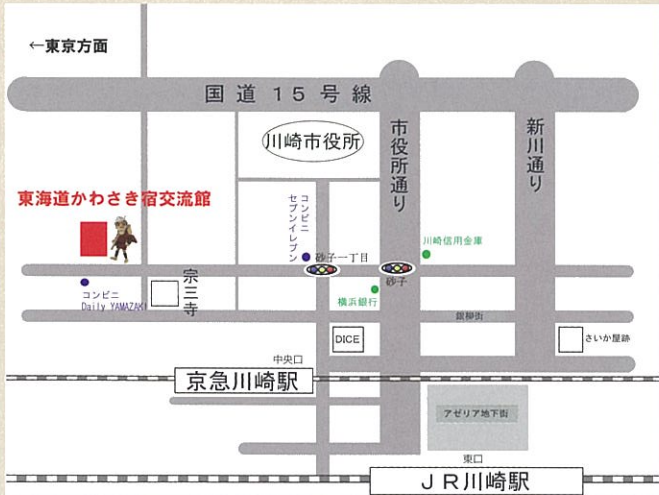 ←東京方面
国道15号線
川崎市役所
市役所通り
新川通り
東海道かわさき宿交流館
コンビニ
セブンイレブン
砂子一丁目
川崎信用金庫
砂子
宗三寺
コンビニ
Daily YAMAZAKI
横浜銀行
銀柳街
DICE
さいか屋跡
中央口
京急川崎駅
アゼリア地下街
東口
JR川崎駅